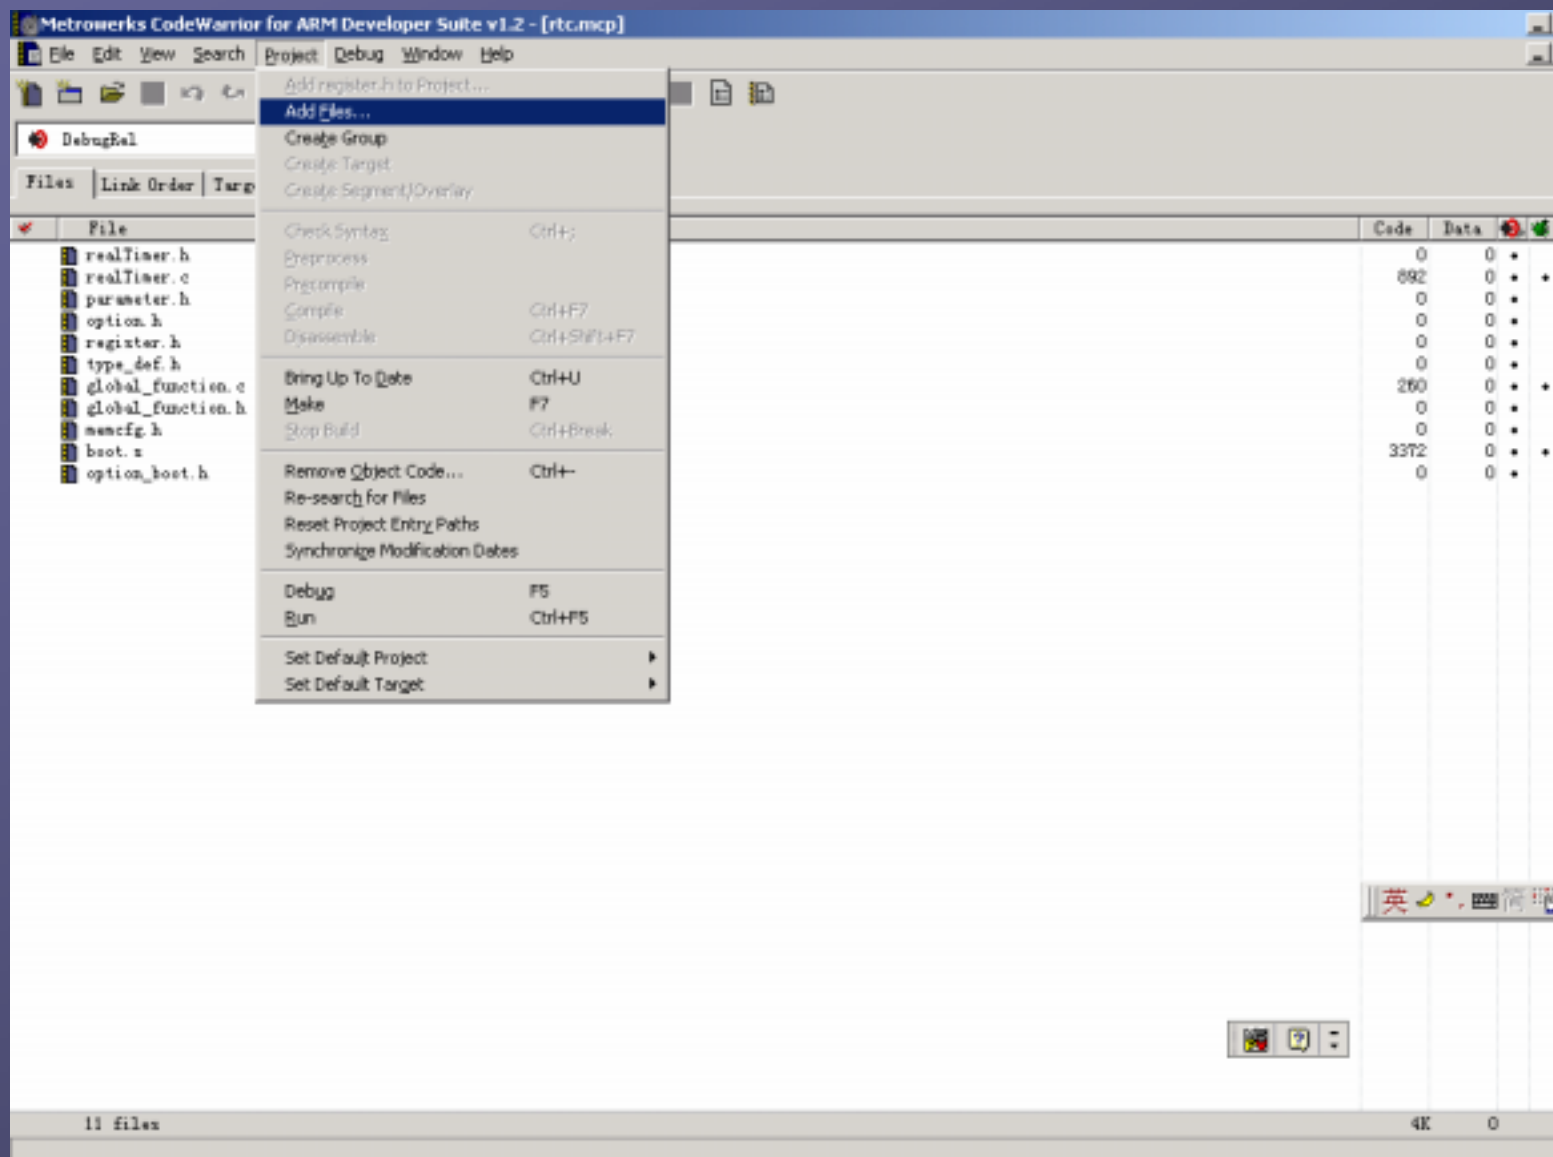 Metrowerks CodeWarrior for ARM Developer Suite v1.2 - [rtc.mcp]
File Edit View Search Project Debug Window Help
Add register.h to Project...
Add Files...
DebugRel
Create Group
Create Target
Files Link Order Targ
Create Segment/Overlay
File Code Data
Check Syntax Ctrl+;
Preprocess
Precompile
Compile Ctrl+F7
Disassemble Ctrl+Shift+F7
Bring Up To Date Ctrl+U
Make F7
Stop Build Ctrl+Break
Remove Object Code... Ctrl+-
Re-search for Files
Reset Project Entry Paths
Synchronize Modification Dates
Debug F5
Run Ctrl+F5
Set Default Project
Set Default Target
realTimer.h 0 0
realTimer.c 892 0
parameter.h 0 0
option.h 0 0
register.h 0 0
type_def.h 0 0
global_function.c 260 0
global_function.h 0 0
memcfg.h 0 0
boot.s 3372 0
option_boot.h 0 0
英 简
11 files 4K 0